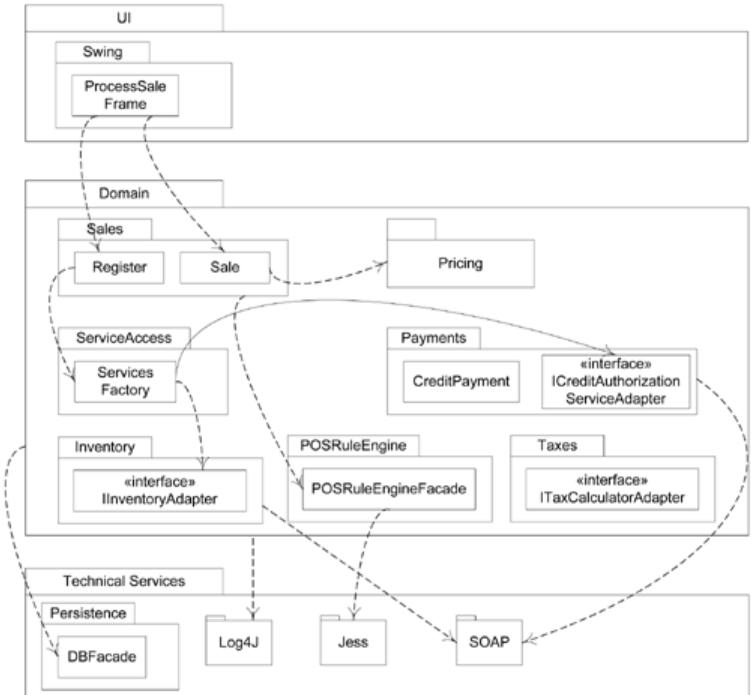 UI
Swing
ProcessSale
Frame
Domain
Sales
Register
Sale
Pricing
ServiceAccess
Services
Factory
Payments
CreditPayment
«interface»
ICreditAuthorization
ServiceAdapter
Inventory
«interface»
IInventoryAdapter
POSRuleEngine
POSRuleEngineFacade
Taxes
«interface»
ITaxCalculatorAdapter
Technical Services
Persistence
DBFacade
Log4J
Jess
SOAP